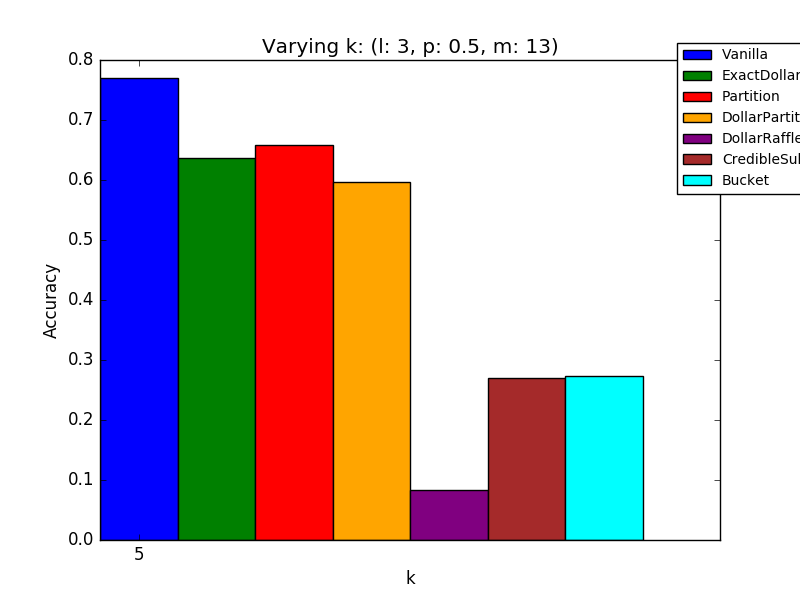 Varying k: (l: 3, p: 0.5, m: 13)
Vanilla
ExactDollar
Partition
DollarPartit
DollarRaffle
CredibleSu
Bucket
0.8
0.7
0.6
0.5
0.4
0.3
0.2
0.1
0.0
Accuracy
5
k